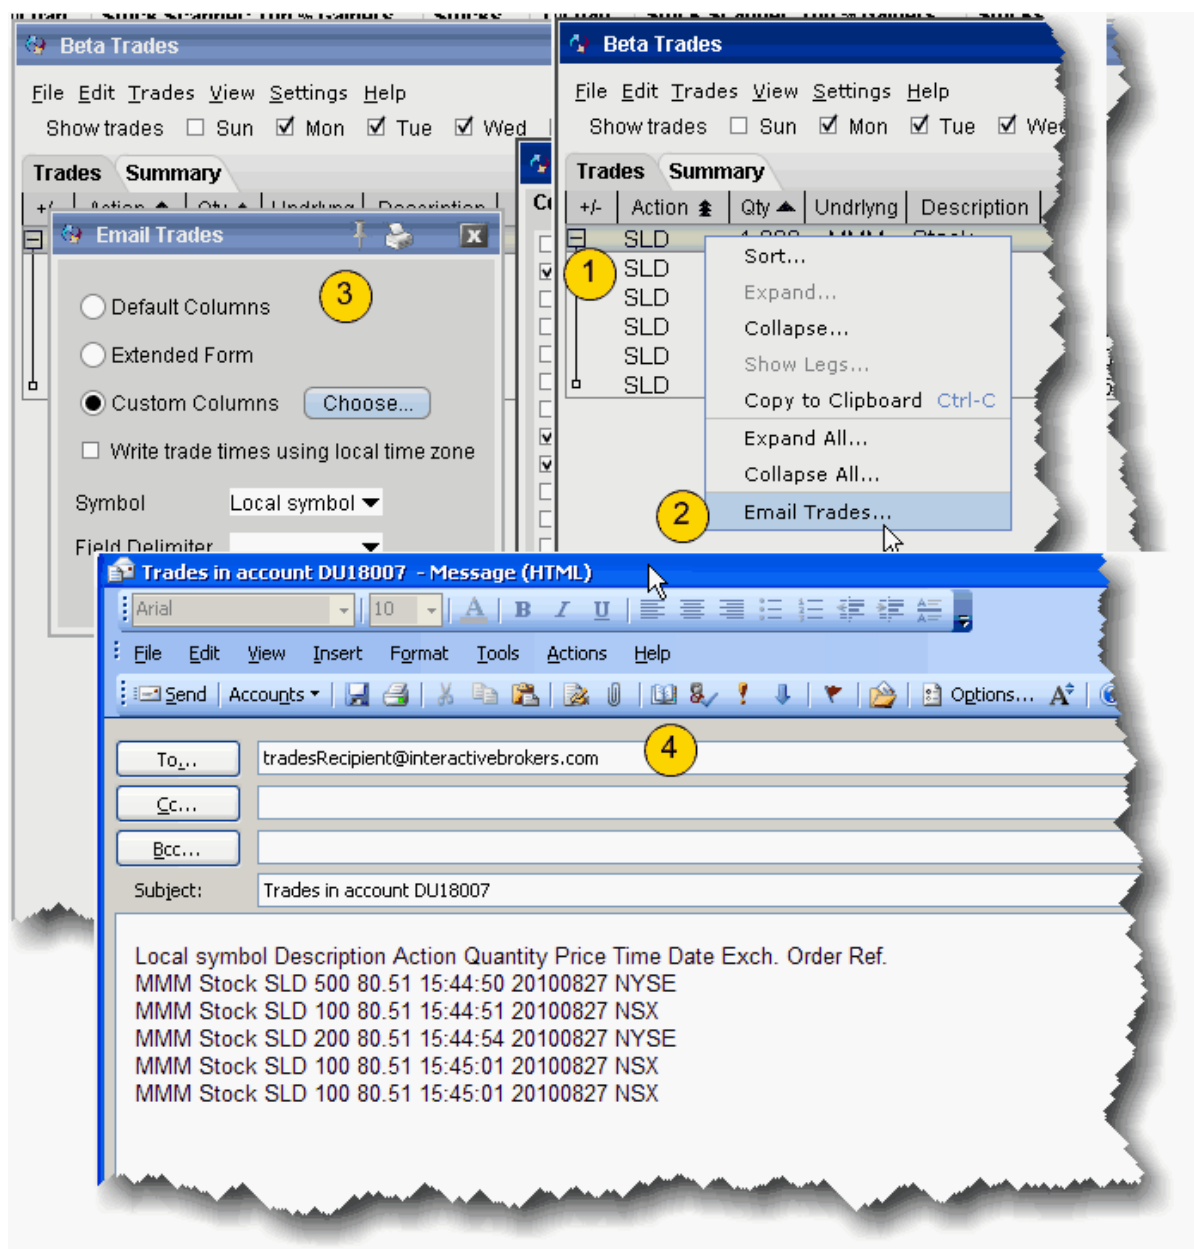 Beta Trades
File Edit Trades View Settings Help
Show trades Sun Mon Tue Wed
Trades Summary
Email Trades
3
Default Columns
Extended Form
Custom Columns Choose...
Write trade times using local time zone
Symbol Local symbol
Field Delimiter
Beta Trades
File Edit Trades View Settings Help
Show trades Sun Mon Tue Wed
Trades Summary
+/- Action Qty Undrlyng Description
SLD
1 SLD
SLD
SLD
SLD
SLD
Sort...
Expand...
Collapse...
Show Legs...
Copy to Clipboard Ctrl-C
Expand All...
Collapse All...
2 Email Trades...
Trades in account DU18007 - Message (HTML)
Arial 10 A B I U
File Edit View Insert Format Tools Actions Help
Send Accounts Options...
To... tradesRecipient@interactivebrokers.com 4
Cc...
Bcc...
Subject: Trades in account DU18007
Local symbol Description Action Quantity Price Time Date Exch. Order Ref.
MMM Stock SLD 500 80.51 15:44:50 20100827 NYSE
MMM Stock SLD 100 80.51 15:44:51 20100827 NSX
MMM Stock SLD 200 80.51 15:44:54 20100827 NYSE
MMM Stock SLD 100 80.51 15:45:01 20100827 NSX
MMM Stock SLD 100 80.51 15:45:01 20100827 NSX